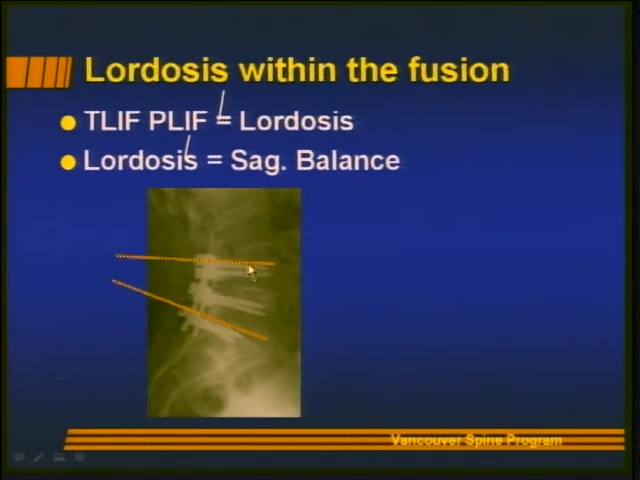 Lordosis within the fusion
TLIF PLIF = Lordosis
Lordosis = Sag. Balance
Vancouver Spine Program